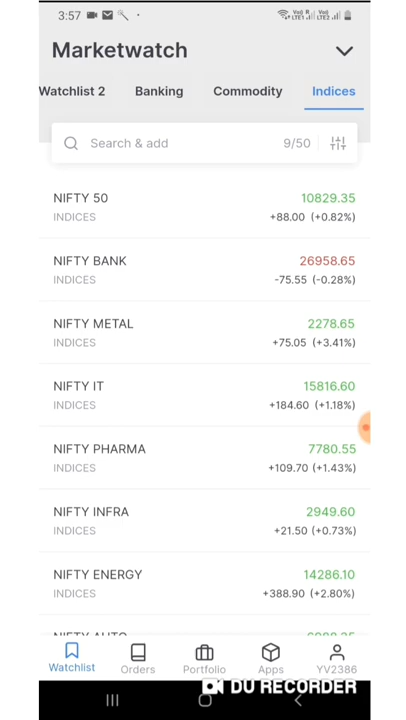 3:57
Marketwatch
Watchlist 2 Banking Commodity Indices
Search & add 9/50
NIFTY 50 10829.35
INDICES +88.00 (+0.82%)
NIFTY BANK 26958.65
INDICES -75.55 (-0.28%)
NIFTY METAL 2278.65
INDICES +75.05 (+3.41%)
NIFTY IT 15816.60
INDICES +184.60 (+1.18%)
NIFTY PHARMA 7780.55
INDICES +109.70 (+1.43%)
NIFTY INFRA 2949.60
INDICES +21.50 (+0.73%)
NIFTY ENERGY 14286.10
INDICES +388.90 (+2.80%)
NIFTY AUTO
Watchlist Orders Portfolio Apps YV2386
DU RECORDER